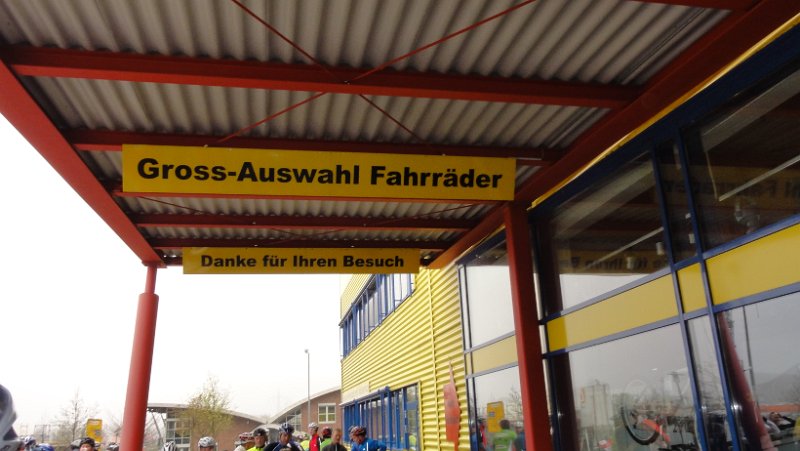 Gross-Auswahl Fahrräder
Danke für Ihren Besuch